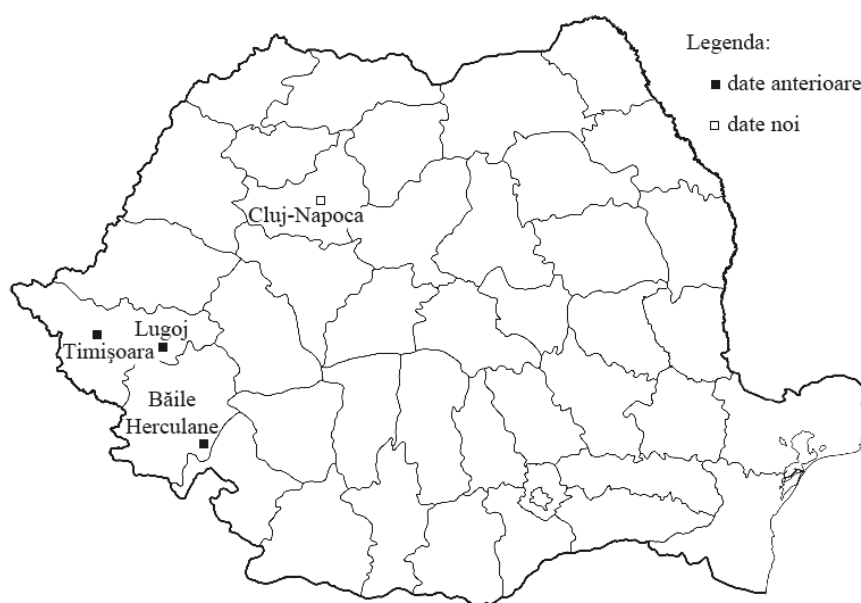 Legenda:
■ date anterioare
□ date noi
Cluj-Napoca
Lugoj
Timişoara
Băile
Herculane